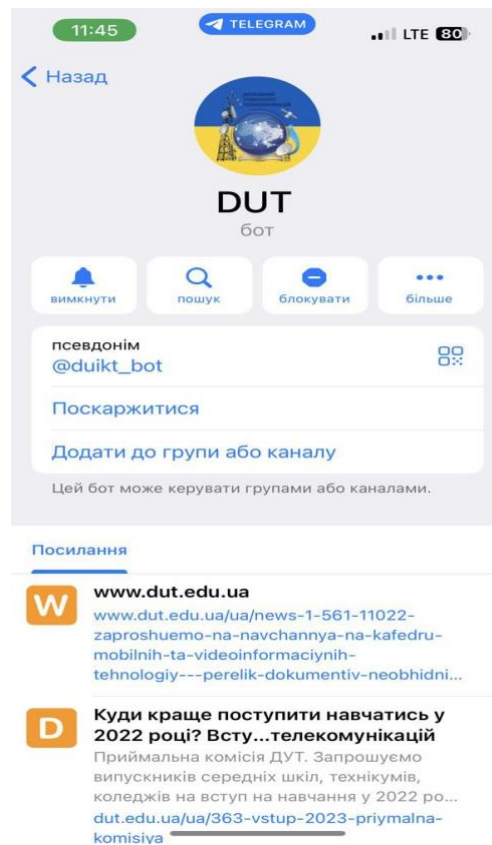 11:45
TELEGRAM
LTE 80
Назад
DUT
бот
вимкнути
пошук
блокувати
більше
псевдонім
@duikt_bot
Поскаржитися
Додати до групи або каналу
Цей бот може керувати групами або каналами.
Посилання
W
www.dut.edu.ua
www.dut.edu.ua/ua/news-1-561-11022-
zaproshuemo-na-navchannya-na-kafedru-
mobilnih-ta-videoinformaciynih-
tehnologiy---perelik-dokumentiv-neobhidni...
D
Куди краще поступити навчатись у
2022 році? Всту...телекомунікацій
Приймальна комісія ДУТ. Запрошуємо
випускників середніх шкіл, технікумів,
коледжів на вступ на навчання у 2022 ро...
dut.edu.ua/ua/363-vstup-2023-priymalna-
komisiya